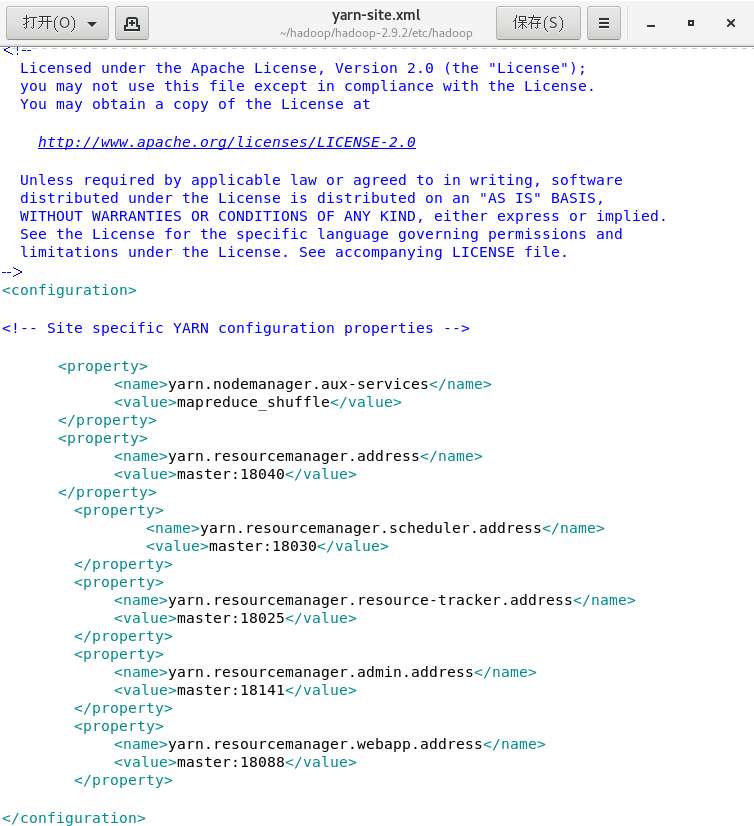 打开(O)
yarn-site.xml
~/hadoop/hadoop-2.9.2/etc/hadoop
保存(S)
<!--
Licensed under the Apache License, Version 2.0 (the "License");
you may not use this file except in compliance with the License.
You may obtain a copy of the License at
http://www.apache.org/licenses/LICENSE-2.0
Unless required by applicable law or agreed to in writing, software
distributed under the License is distributed on an "AS IS" BASIS,
WITHOUT WARRANTIES OR CONDITIONS OF ANY KIND, either express or implied.
See the License for the specific language governing permissions and
limitations under the License. See accompanying LICENSE file.
-->
<configuration>
<!-- Site specific YARN configuration properties -->
<property>
<name>yarn.nodemanager.aux-services</name>
<value>mapreduce_shuffle</value>
</property>
<property>
<name>yarn.resourcemanager.address</name>
<value>master:18040</value>
</property>
<property>
<name>yarn.resourcemanager.scheduler.address</name>
<value>master:18030</value>
</property>
<property>
<name>yarn.resourcemanager.resource-tracker.address</name>
<value>master:18025</value>
</property>
<property>
<name>yarn.resourcemanager.admin.address</name>
<value>master:18141</value>
</property>
<property>
<name>yarn.resourcemanager.webapp.address</name>
<value>master:18088</value>
</property>
</configuration>